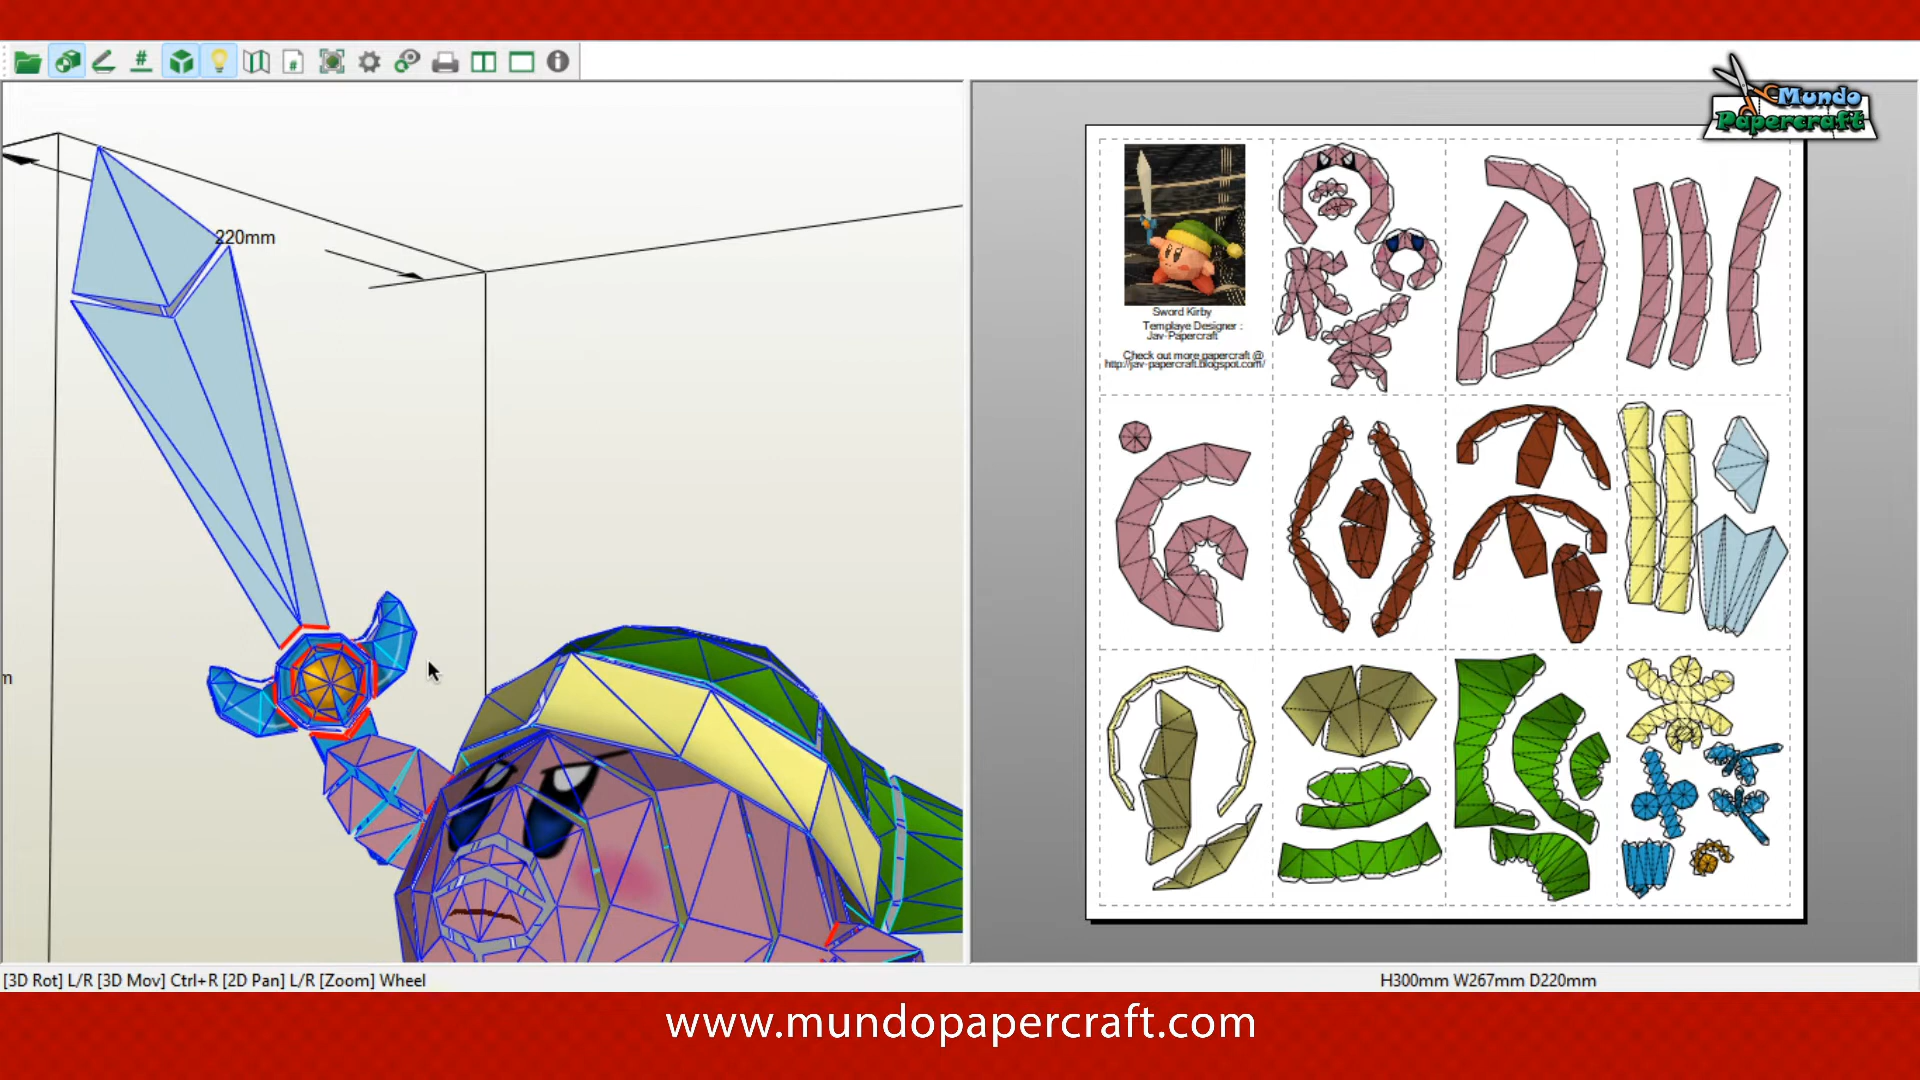 Mundo
Papercraft
220mm
Sword Kirby
Templaye Designer :
Jav-Papercraft
Check out more papercraft @
http://jav-papercraft.blogspot.com/
m
[3D Rot] L/R [3D Mov] Ctrl+R [2D Pan] L/R [Zoom] Wheel
H300mm W267mm D220mm
www.mundopapercraft.com